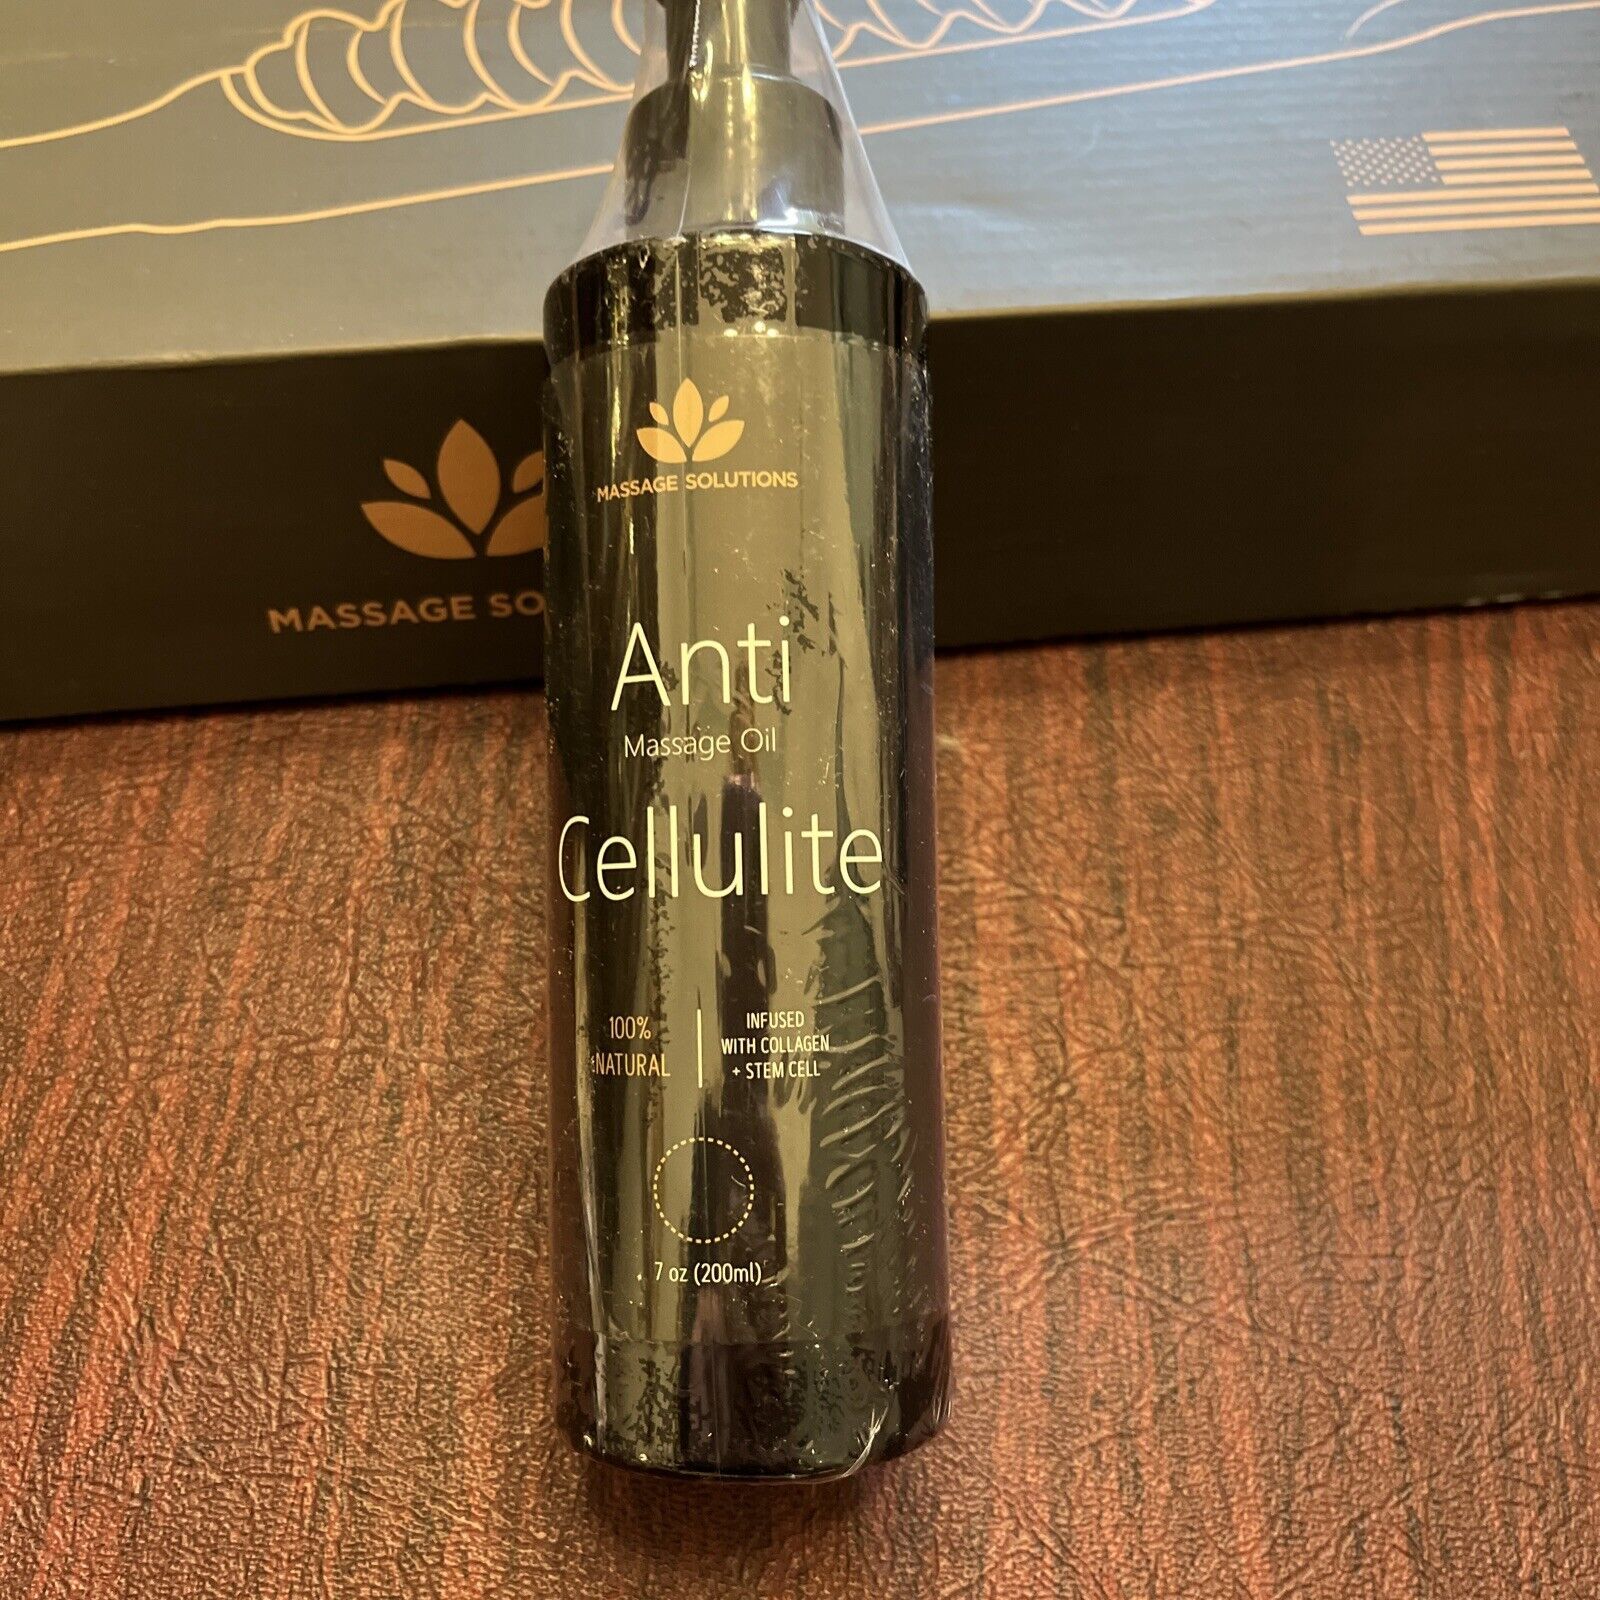 MASSAGE SOLUTIONS
MASSAGE SO
Anti
Massage Oil
Cellulite
100%
NATURAL
INFUSED
WITH COLLAGEN
+ STEM CELL
7 oz (200ml)